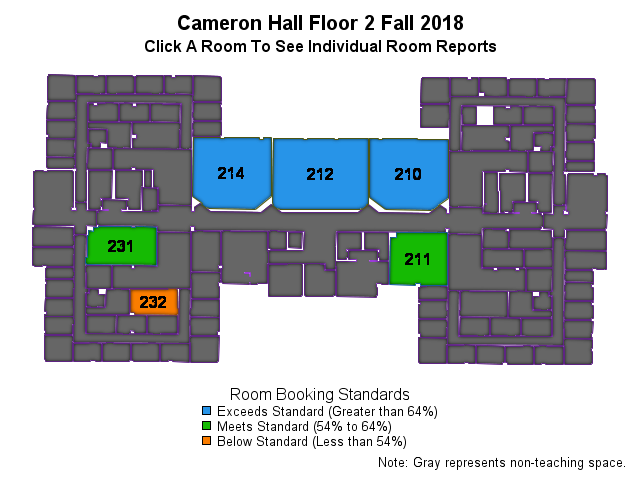 Cameron Hall Floor 2 Fall 2018
Click A Room To See Individual Room Reports
214
212
210
231
211
232
Room Booking Standards
Exceeds Standard (Greater than 64%)
Meets Standard (54% to 64%)
Below Standard (Less than 54%)
Note: Gray represents non-teaching space.